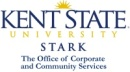 KENT STATE
UNIVERSITY
STARK
The Office of Corporate
and Community Services